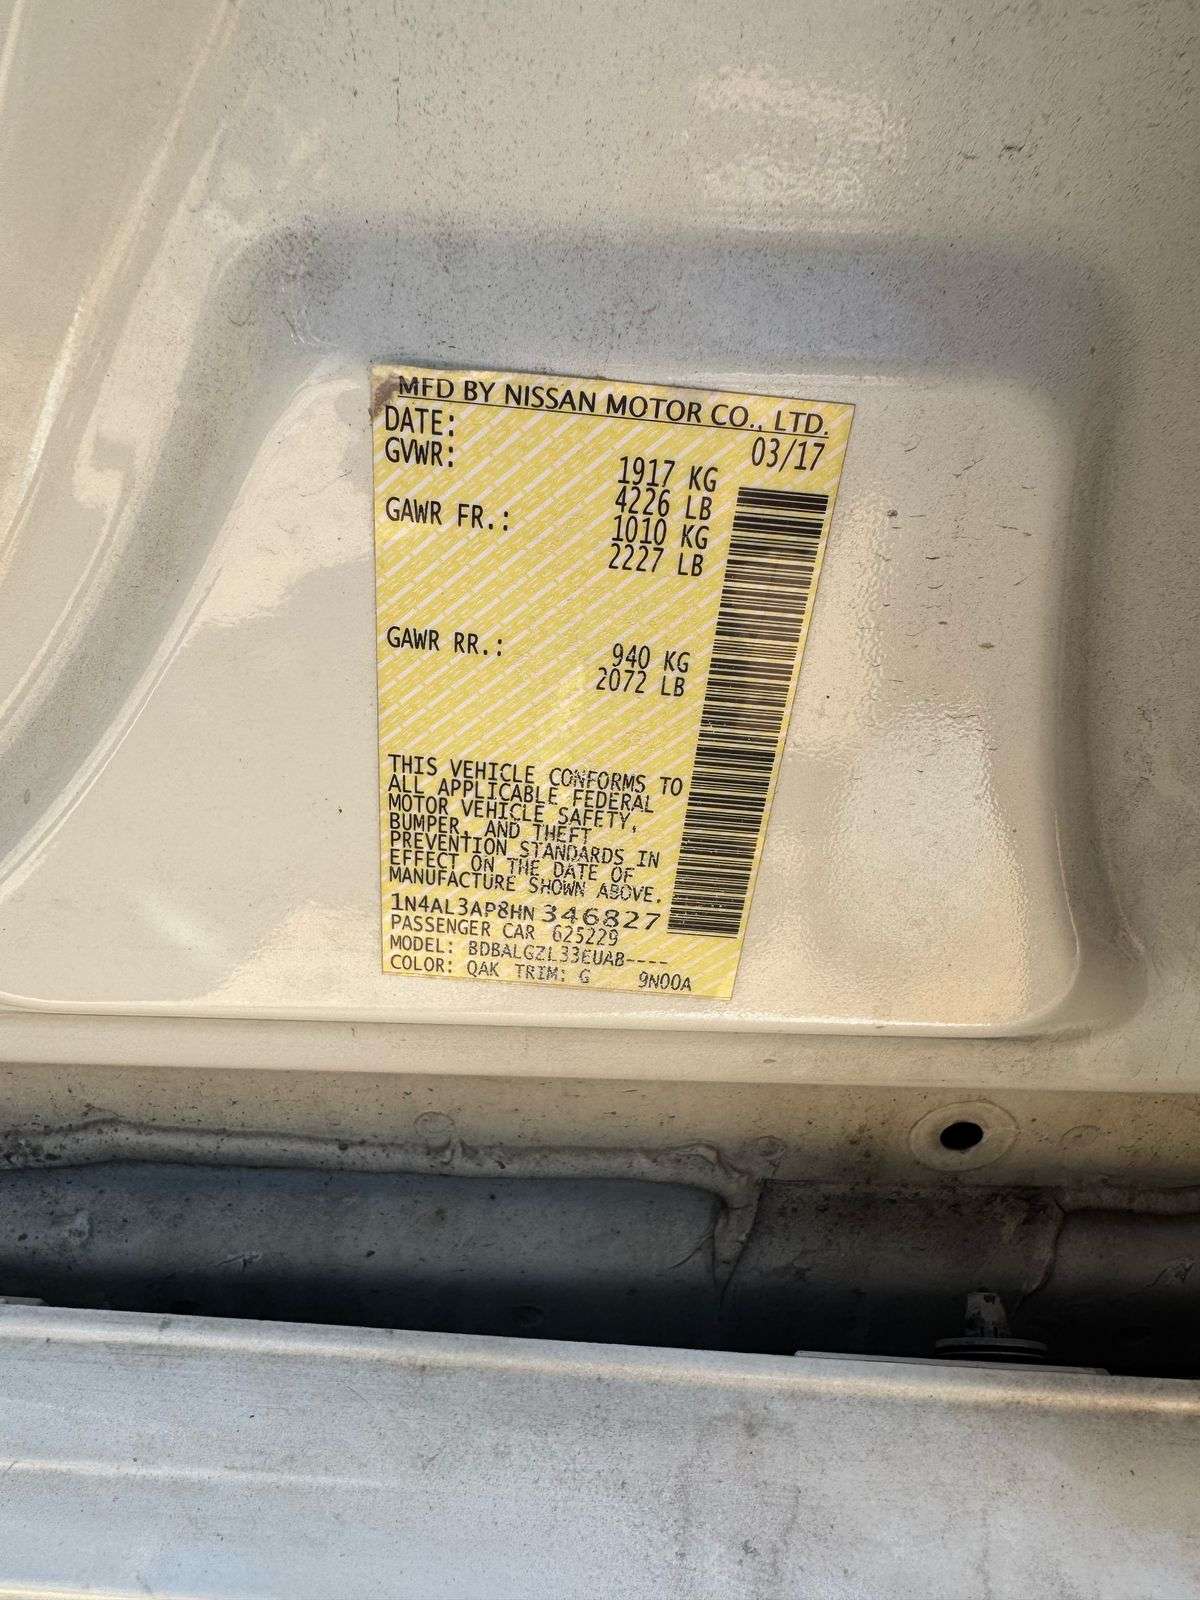 MFD BY NISSAN MOTOR CO., LTD.
DATE: 03/17
GVWR: 1917 KG
4226 LB
GAWR FR.: 1010 KG
2227 LB
GAWR RR.: 940 KG
2072 LB
THIS VEHICLE CONFORMS TO
ALL APPLICABLE FEDERAL
MOTOR VEHICLE SAFETY,
BUMPER, AND THEFT
PREVENTION STANDARDS IN
EFFECT ON THE DATE OF
MANUFACTURE SHOWN ABOVE.
1N4AL3AP8HN346827
PASSENGER CAR 625229
MODEL: BDBALGZL33EUAB----
COLOR: QAK TRIM: G 9N00A